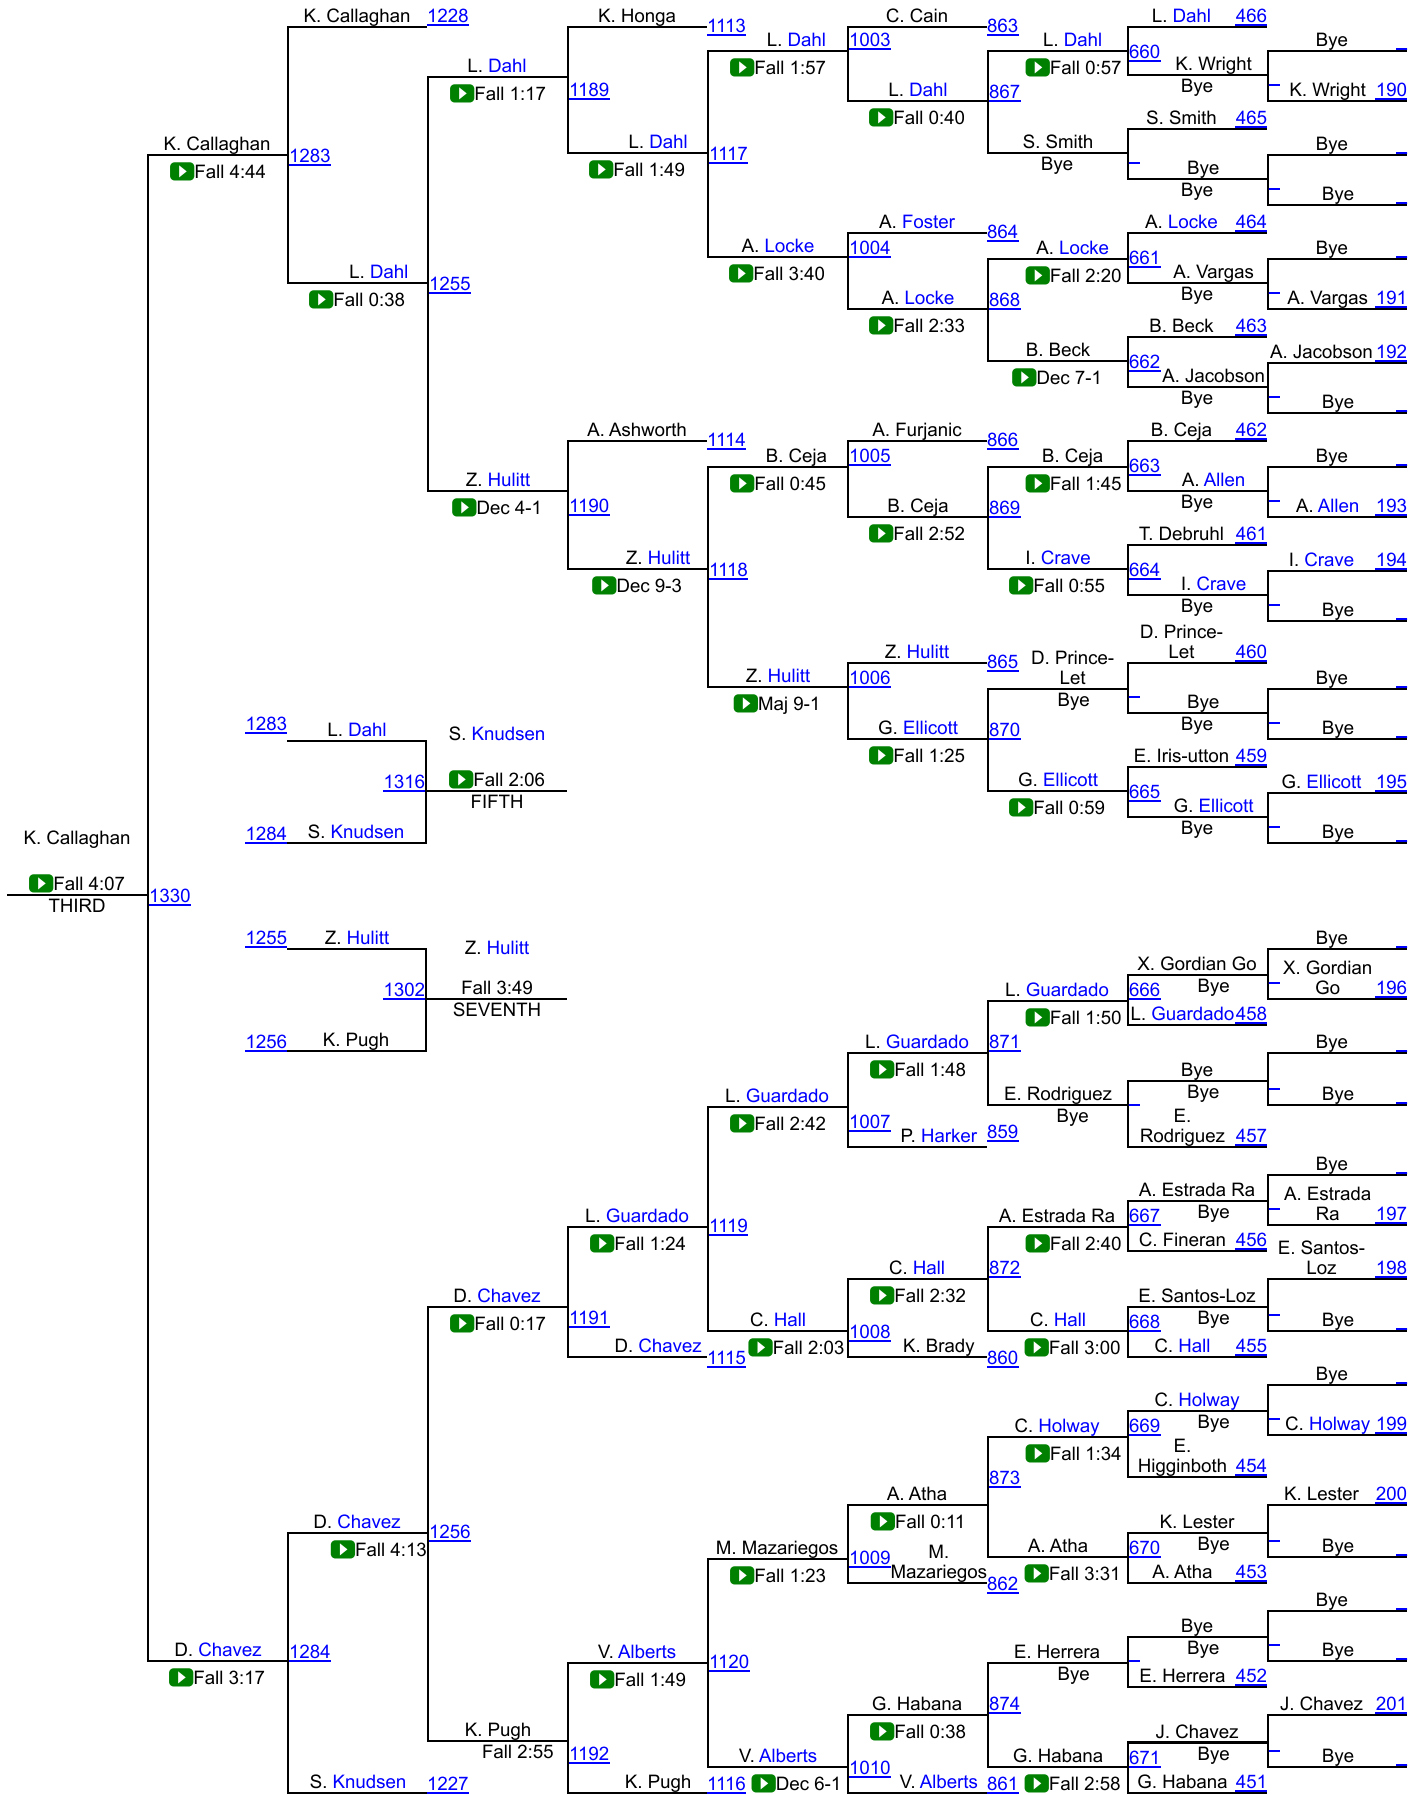 K. Callaghan 1228
K. Honga
1113
C. Cain
863
L. Dahl 466
Bye
L. Dahl
1003
L. Dahl
660
K. Wright
Bye
Fall 1:57
Fall 0:57
L. Dahl
Fall 1:17
1189
L. Dahl
867
K. Wright 190
Fall 0:40
S. Smith 465
K. Callaghan
1283
Fall 4:44
L. Dahl
Fall 1:49
1117
S. Smith
Bye
Bye
Bye
Bye
Bye
A. Foster
864
A. Locke 464
A. Locke
1004
Fall 3:40
A. Locke
661
Fall 2:20
A. Vargas
Bye
Bye
L. Dahl
1255
Fall 0:38
A. Locke
868
Fall 2:33
A. Vargas 191
B. Beck 463
B. Beck
662
Dec 7-1
A. Jacobson
Bye
A. Jacobson 192
Bye
A. Ashworth
1114
A. Furjanic
866
B. Ceja 462
B. Ceja
1005
Fall 0:45
B. Ceja
663
Fall 1:45
A. Allen
Bye
Bye
Z. Hulitt
Dec 4-1
1190
B. Ceja
869
Fall 2:52
A. Allen 193
T. Debruhl 461
Z. Hulitt
1118
Dec 9-3
I. Crave
664
Fall 0:55
I. Crave
Bye
I. Crave 194
Bye
D. Prince-
Let 460
Z. Hulitt
865
D. Prince-
Let
Bye
Z. Hulitt
1006
Maj 9-1
Bye
Bye
Bye
Bye
G. Ellicott
870
Fall 1:25
E. Iris-utton 459
G. Ellicott
665
Fall 0:59
G. Ellicott
Bye
G. Ellicott 195
Bye
1283
L. Dahl
S. Knudsen
1316
Fall 2:06
FIFTH
1284 S. Knudsen
K. Callaghan
Fall 4:07
THIRD
1330
1255 Z. Hulitt
Z. Hulitt
1302
Fall 3:49
SEVENTH
1256 K. Pugh
Bye
X. Gordian Go
Bye
X. Gordian
Go 196
L. Guardado
666
Fall 1:50
L. Guardado 458
L. Guardado
871
Fall 1:48
Bye
Bye
Bye
Bye
E. Rodriguez
Bye
E.
Rodriguez 457
L. Guardado
1007
Fall 2:42
P. Harker 859
Bye
A. Estrada Ra
Bye
A. Estrada
Ra 197
A. Estrada Ra
667
Fall 2:40
C. Fineran 456
L. Guardado
1119
Fall 1:24
C. Hall
872
Fall 2:32
E. Santos-
Loz 198
E. Santos-Loz
Bye
Bye
D. Chavez
1191
Fall 0:17
C. Hall
1008
Fall 2:03
C. Hall
668
Fall 3:00
C. Hall 455
D. Chavez 1115
K. Brady 860
Bye
C. Holway
Bye
C. Holway 199
C. Holway
669
Fall 1:34
E.
Higginboth 454
A. Atha
873
Fall 0:11
K. Lester 200
K. Lester
Bye
Bye
D. Chavez
1256
Fall 4:13
M. Mazariegos
1009
Fall 1:23
M.
Mazariegos
862
A. Atha
670
Fall 3:31
A. Atha 453
Bye
Bye
Bye
Bye
D. Chavez
1284
Fall 3:17
V. Alberts
1120
Fall 1:49
E. Herrera
Bye
E. Herrera 452
G. Habana
874
Fall 0:38
J. Chavez 201
J. Chavez
Bye
Bye
K. Pugh
1192
Fall 2:55
V. Alberts
1010
Dec 6-1
G. Habana
671
Fall 2:58
G. Habana 451
S. Knudsen 1227
K. Pugh 1116
V. Alberts 861